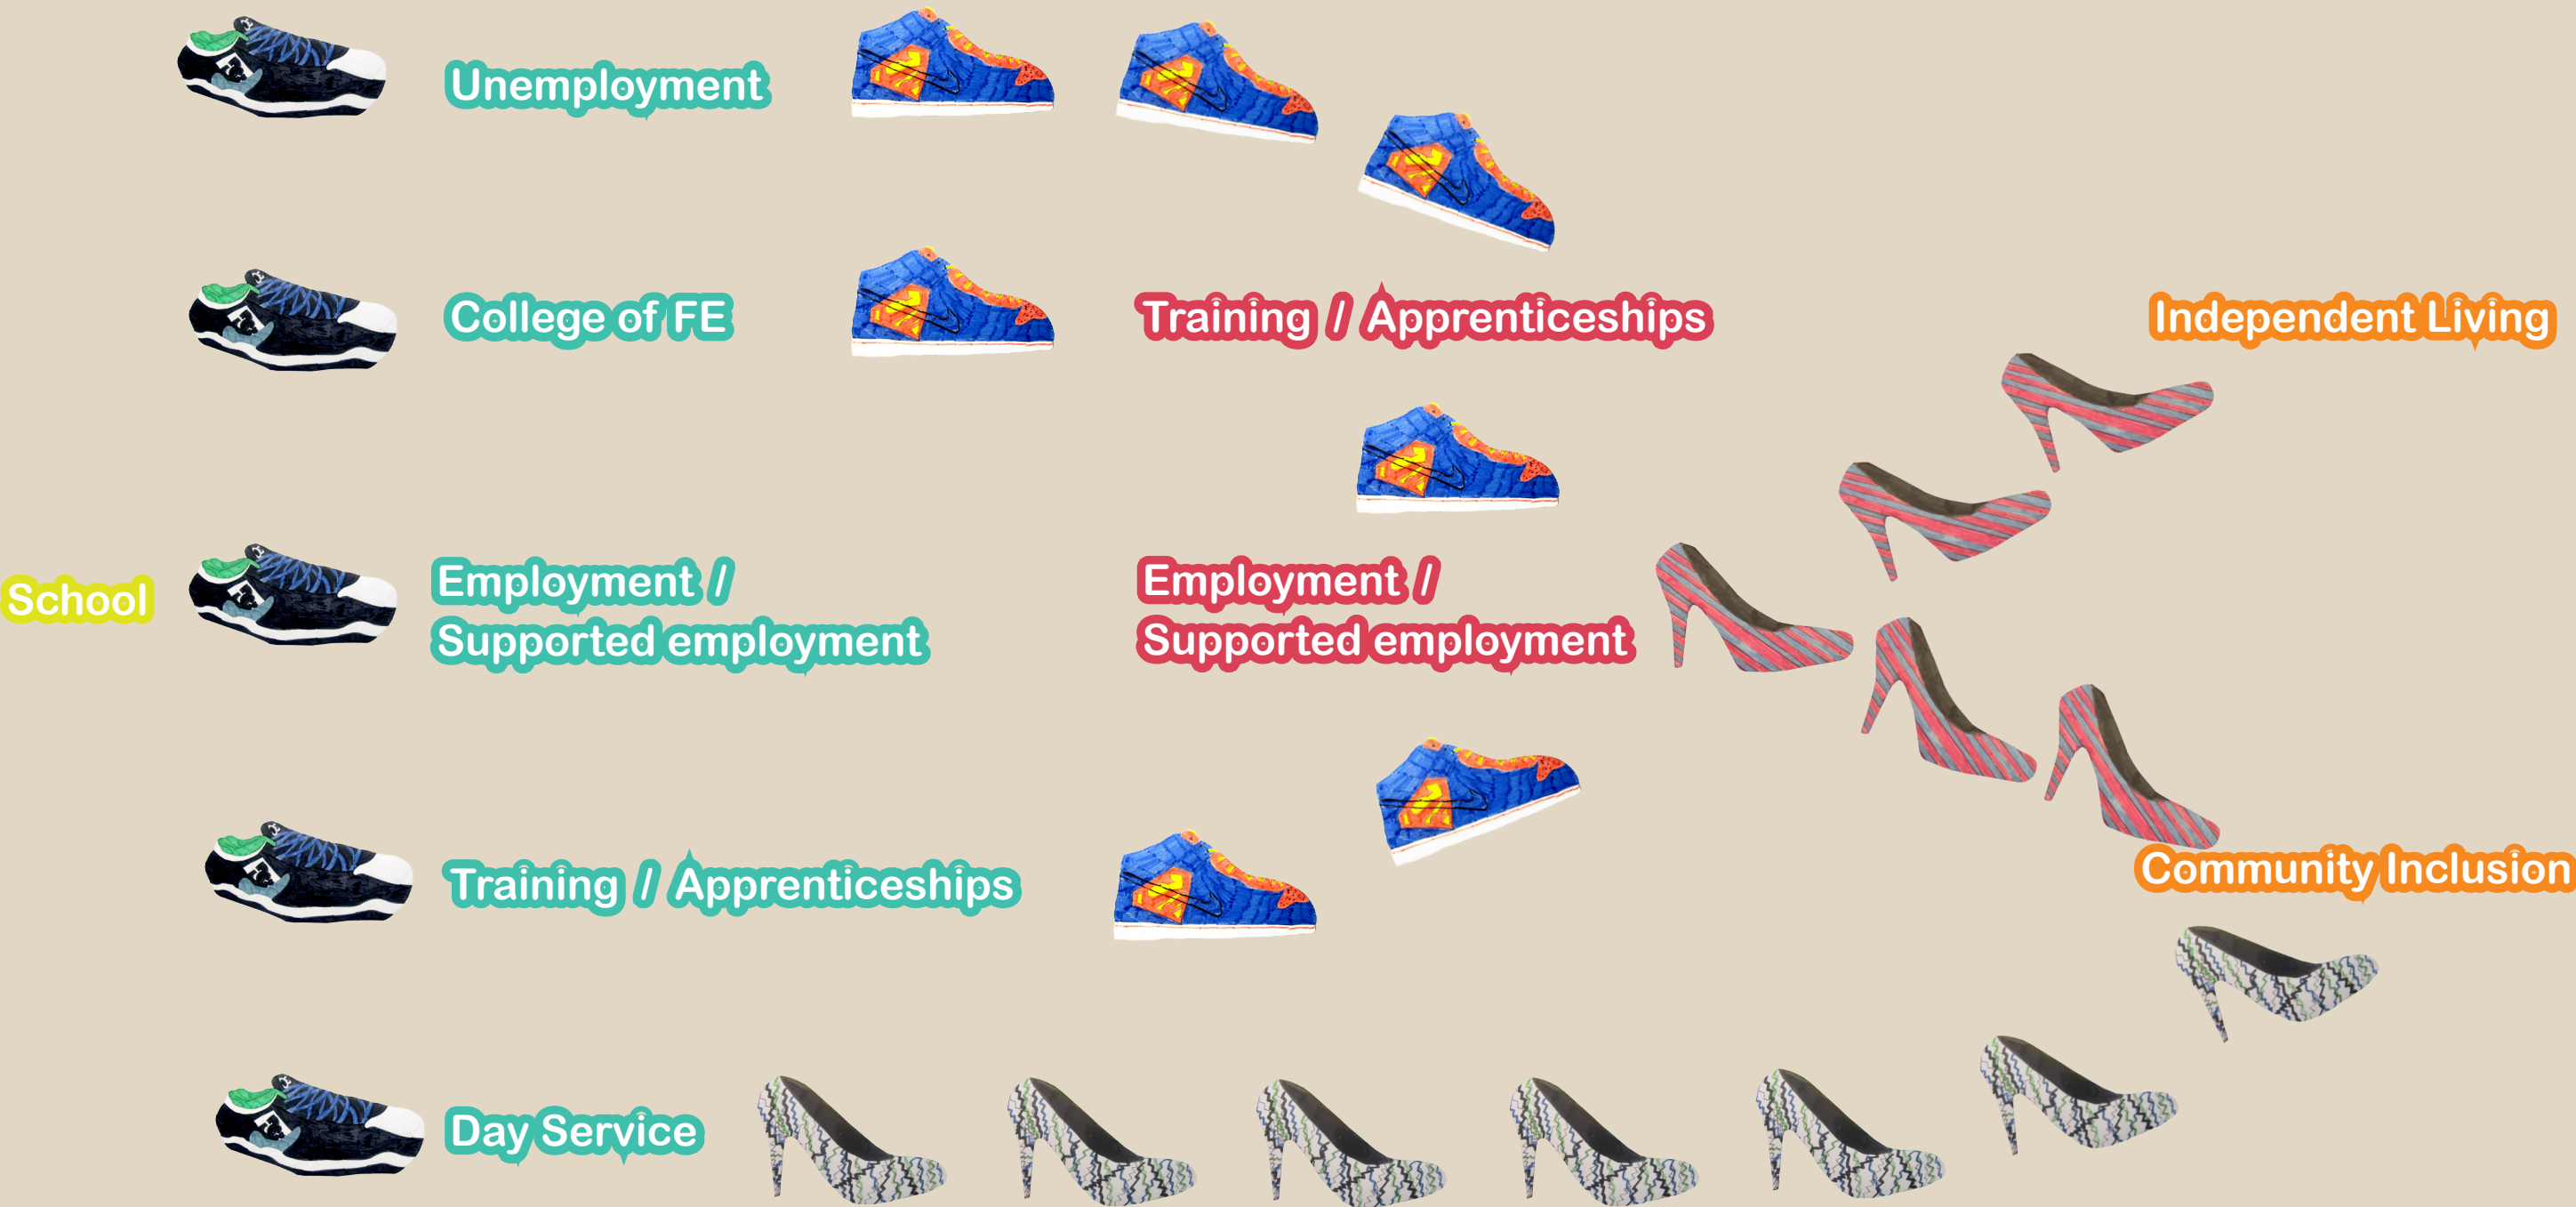 Unemployment
College of FE
Training / Apprenticeships
Independent Living
School
Employment /
Supported employment
Employment /
Supported employment
Training / Apprenticeships
Community Inclusion
Day Service